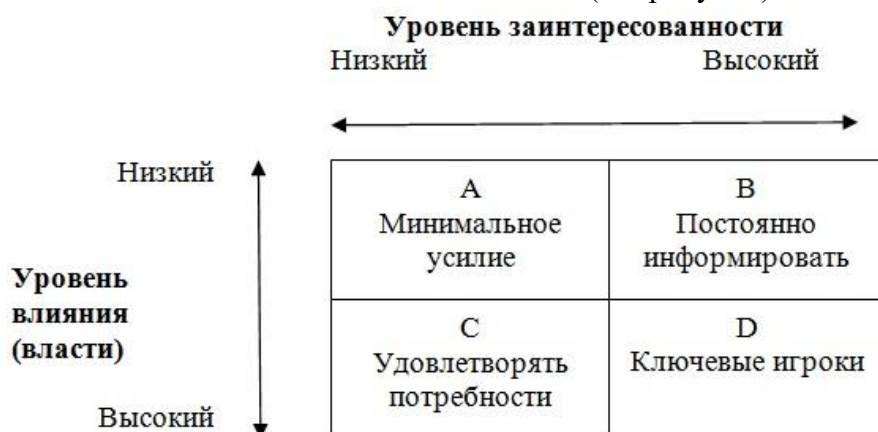 Уровень заинтересованности
Низкий Высокий
Низкий
A B
Минимальное Постоянно
усилие информировать
Уровень
влияния
(власти)
C D
Удовлетворять Ключевые игроки
потребности
Высокий